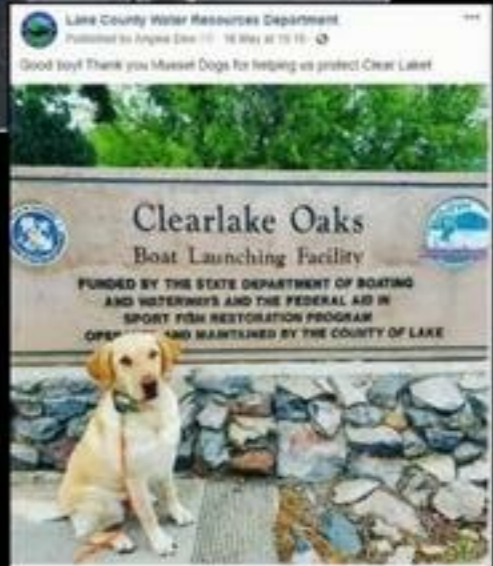 Lake County Water Resources Department
Good boy! Thank you Mussel Dogs for helping us protect Clear Lake!
Clearlake Oaks
Boat Launching Facility
FUNDED BY THE STATE DEPARTMENT OF BOATING
AND WATERWAYS AND THE FEDERAL AID IN
SPORT FISH RESTORATION PROGRAM
AND MAINTAINED BY THE COUNTY OF LAKE